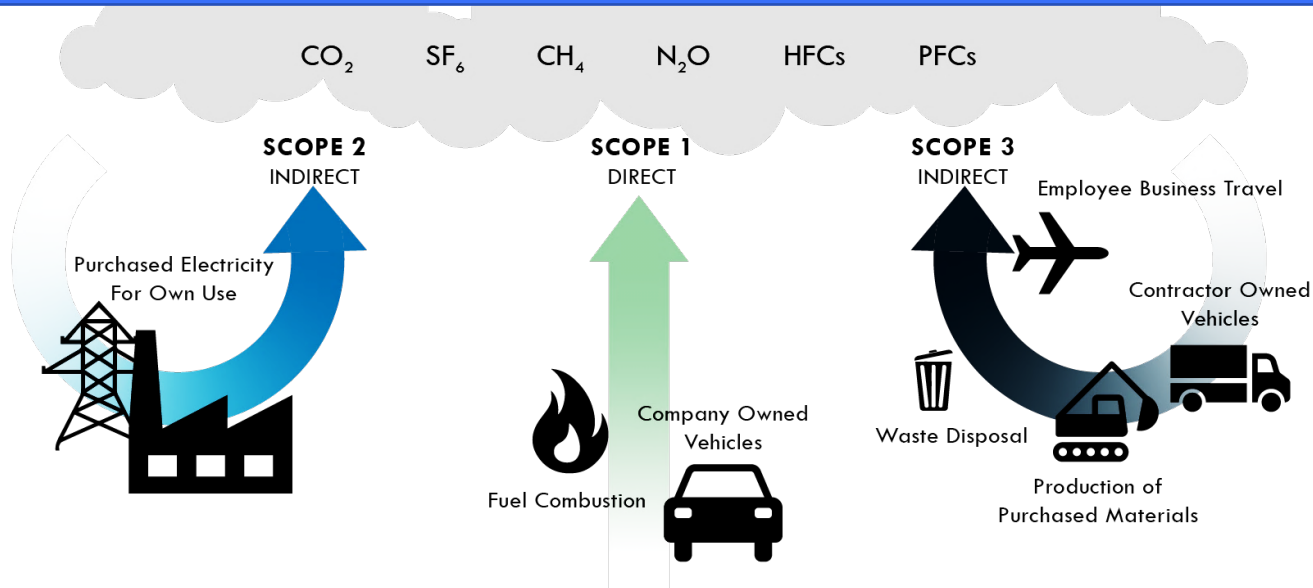 CO₂ SF₆ CH₄ N₂O HFCs PFCs
SCOPE 2
INDIRECT
Purchased Electricity
For Own Use
SCOPE 1
DIRECT
Fuel Combustion
Company Owned
Vehicles
SCOPE 3
INDIRECT
Employee Business Travel
Contractor Owned
Vehicles
Waste Disposal
Production of
Purchased Materials